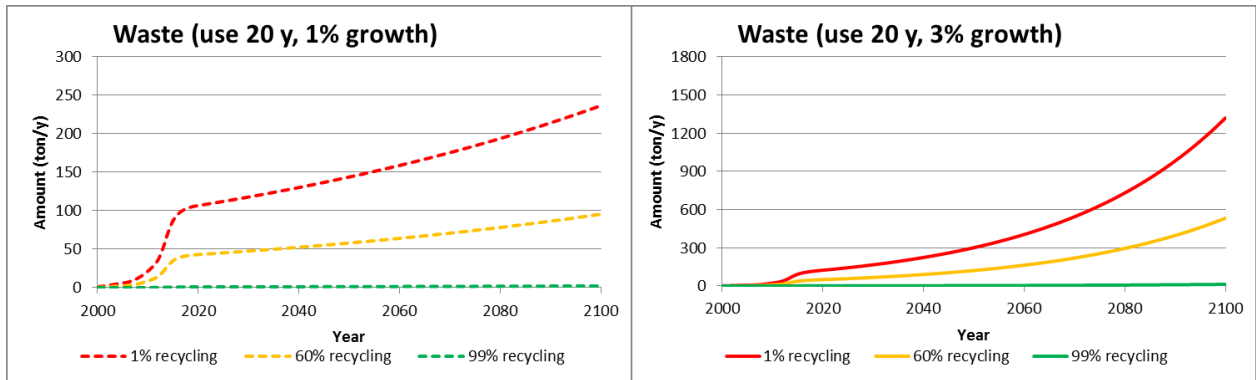 Waste (use 20 y, 1% growth)
300
250
200
150
100
50
0
Amount (ton/y)
2000 2020 2040 2060 2080 2100
Year
1% recycling 60% recycling 99% recycling
Waste (use 20 y, 3% growth)
1800
1500
1200
900
600
300
0
Amount (ton/y)
2000 2020 2040 2060 2080 2100
Year
1% recycling 60% recycling 99% recycling